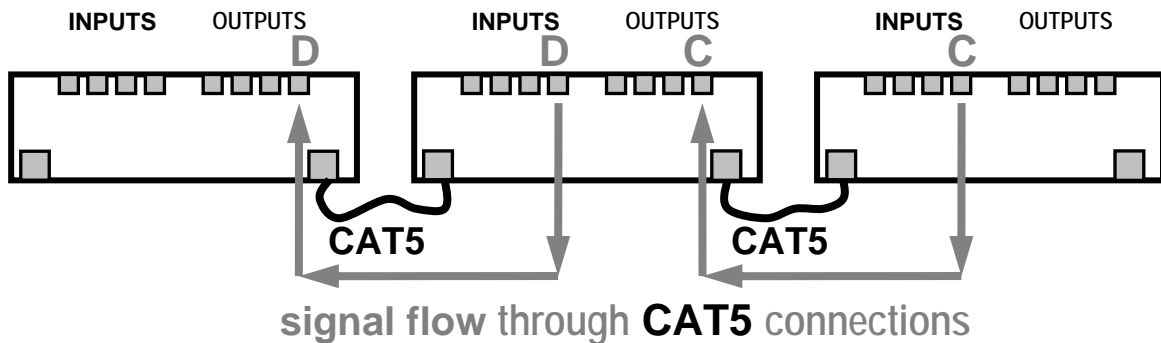 INPUTS OUTPUTS INPUTS OUTPUTS INPUTS OUTPUTS
D D C C
CAT5 CAT5
signal flow through CAT5 connections